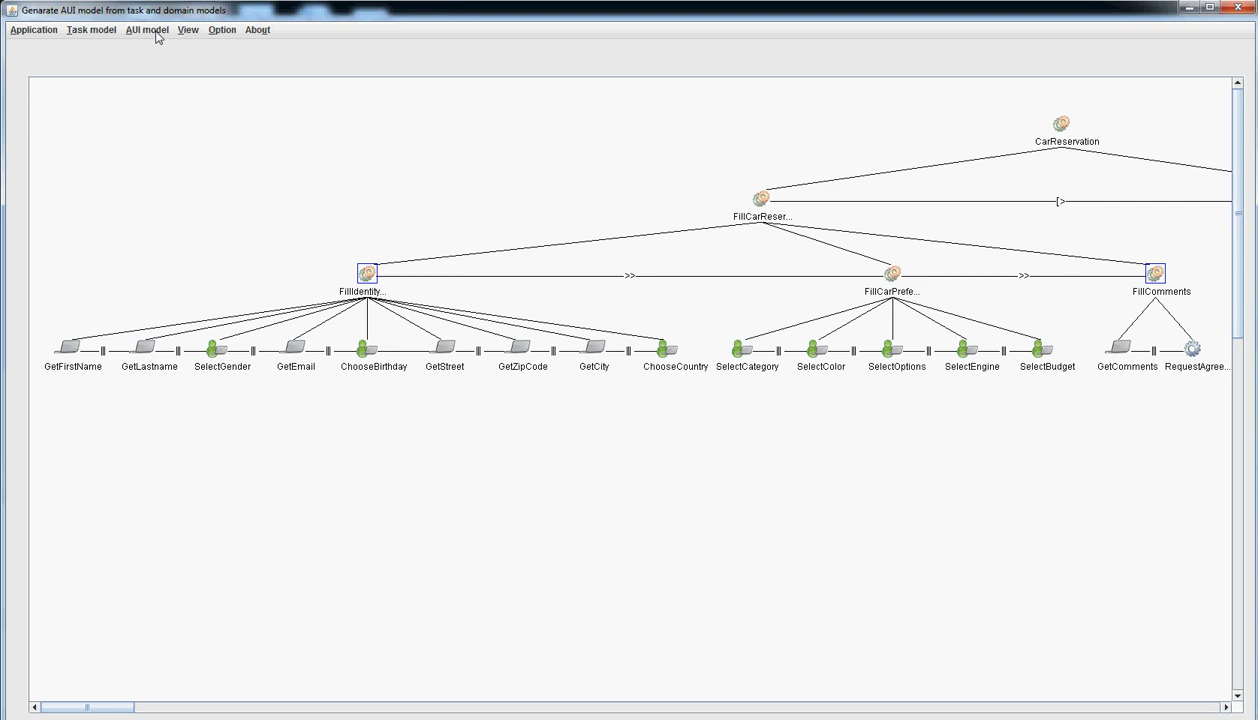 Genarate AUI model from task and domain models
Application Task model AUI model View Option About
CarReservation
FillCarReser... [>
FillIdentity... >> FillCarPrefe... >> FillComments
||| ||| ||| ||| ||| ||| ||| ||| ||| ||| ||| ||| |||
GetFirstName GetLastname SelectGender GetEmail ChooseBirthday GetStreet GetZipCode GetCity ChooseCountry SelectCategory SelectColor SelectOptions SelectEngine SelectBudget GetComments RequestAgree...